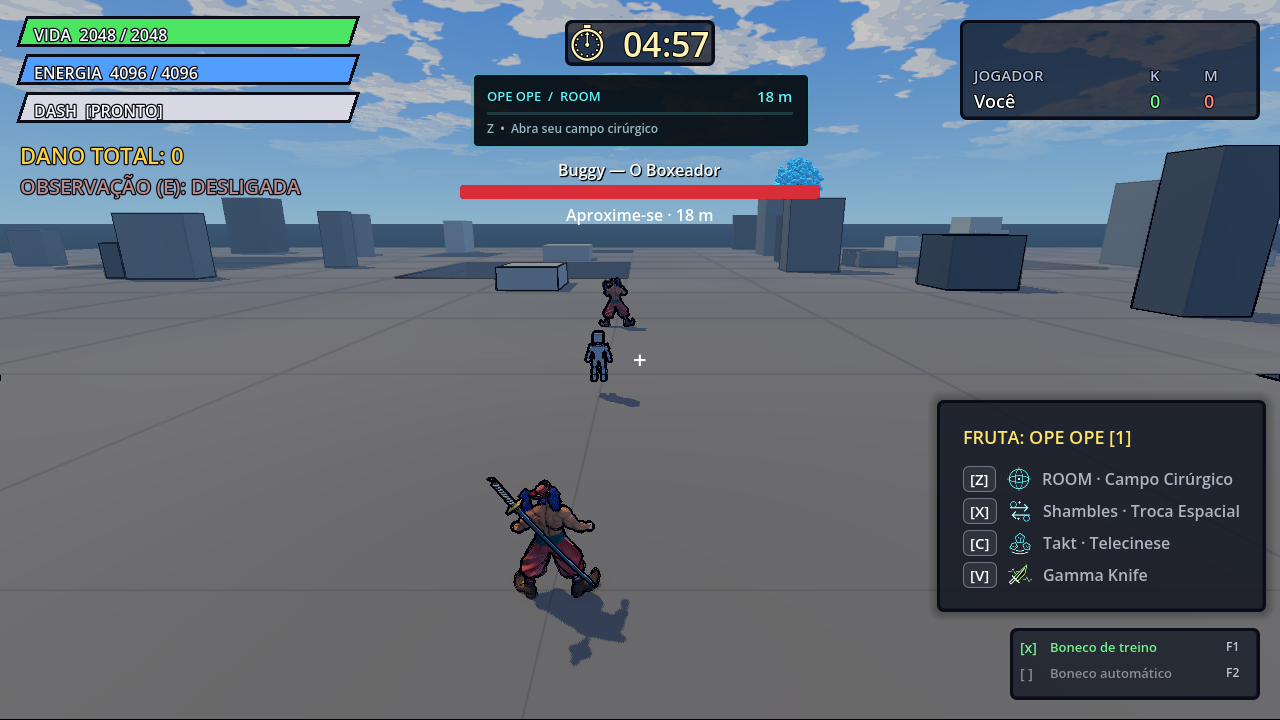 VIDA 2048 / 2048
ENERGIA 4096 / 4096
DASH [PRONTO]
DANO TOTAL: 0
OBSERVAÇÃO (E): DESLIGADA
04:57
OPE OPE / ROOM 18 m
Z • Abra seu campo cirúrgico
Buggy — O Boxeador
Aproxime-se · 18 m
JOGADOR K M
Você 0 0
FRUTA: OPE OPE [1]
[Z] ROOM · Campo Cirúrgico
[X] Shambles · Troca Espacial
[C] Takt · Telecinese
[V] Gamma Knife
[x] Boneco de treino F1
[ ] Boneco automático F2